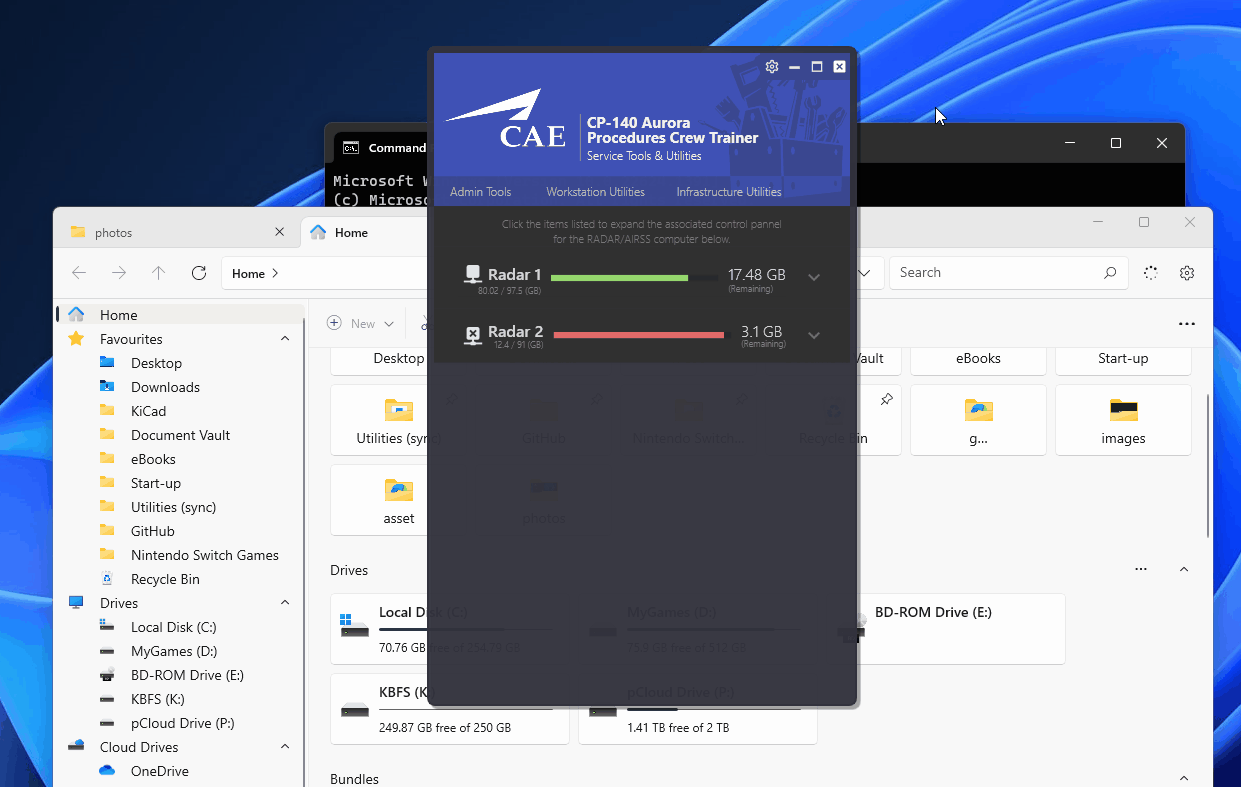 CAE
CP-140 Aurora
Procedures Crew Trainer
Service Tools & Utilities
Admin Tools
Workstation Utilities
Infrastructure Utilities
Click the items listed to expand the associated control pannel
for the RADAR/AIRSS computer below.
Radar 1
17.48 GB
80.02 / 97.5 (GB)
(Remaining)
Radar 2
3.1 GB
12.4 / 91 (GB)
(Remaining)
Command
Microsoft W
(c) Microso
photos
Home
Home
Search
New
Home
Favourites
Desktop
Downloads
KiCad
Document Vault
eBooks
Start-up
Utilities (sync)
GitHub
Nintendo Switch Games
Recycle Bin
Drives
Local Disk (C:)
MyGames (D:)
BD-ROM Drive (E:)
KBFS (K:)
pCloud Drive (P:)
Cloud Drives
OneDrive
Desktop
Vault
eBooks
Start-up
Utilities (sync)
GitHub
Nintendo Switch...
Recycle Bin
g...
images
asset
photos
Drives
Local Disk (C:)
70.76 GB free of 254.79 GB
MyGames (D:)
75.9 GB free of 512 GB
BD-ROM Drive (E:)
KBFS (K:)
249.87 GB free of 250 GB
pCloud Drive (P:)
1.41 TB free of 2 TB
Bundles